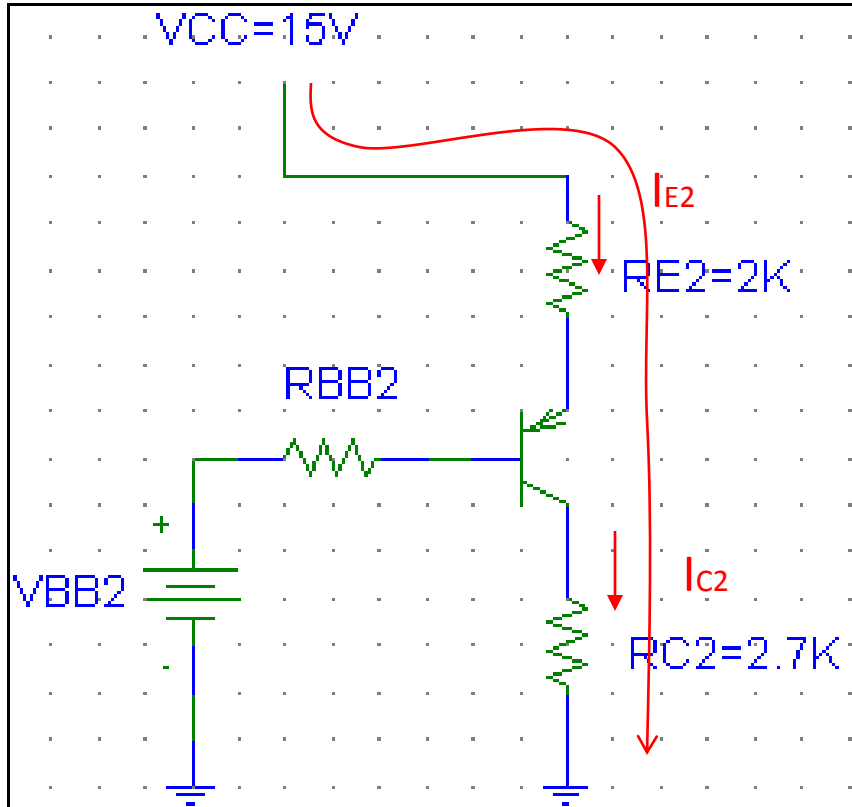 VCC=15V
IE2
RE2=2K
RBB2
+
VBB2
-
IC2
RC2=2.7K